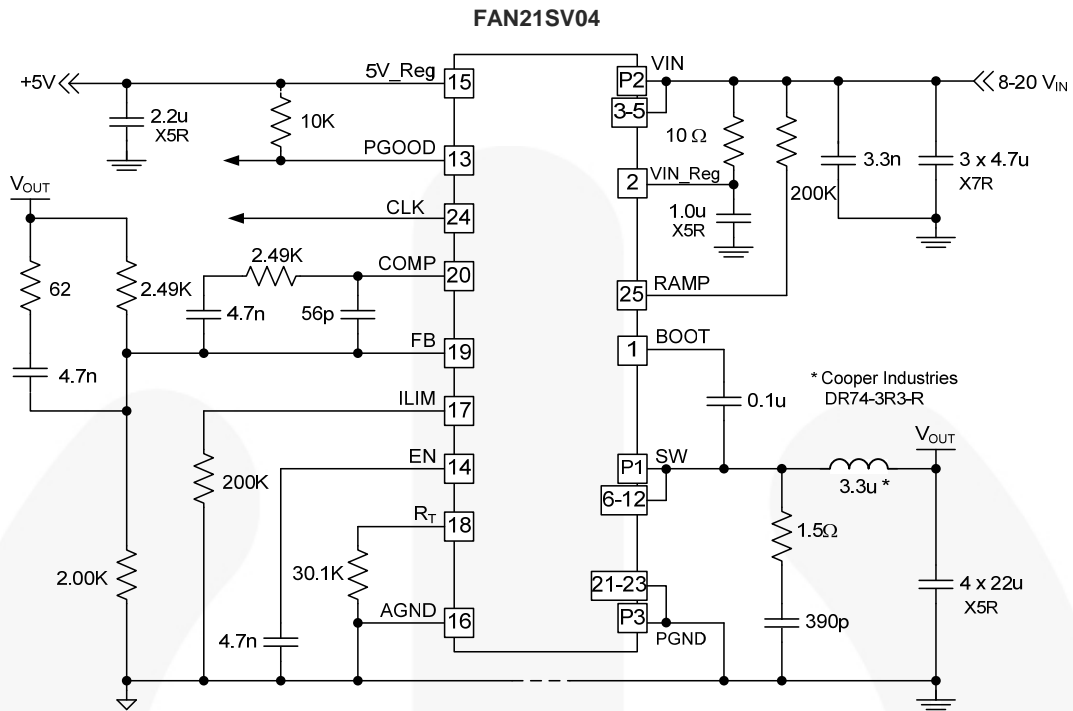 FAN21SV04
+5V
5V_Reg
15
2.2u
X5R
10K
PGOOD
13
CLK
24
VOUT
62
2.49K
4.7n
2.49K
4.7n
COMP
20
56p
FB
19
ILIM
17
200K
EN
14
4.7n
RT
18
30.1K
AGND
16
2.00K
P2
VIN
3-5
8-20 VIN
10 Ω
2
VIN_Reg
1.0u
X5R
200K
3.3n
3 x 4.7u
X7R
25
RAMP
1
BOOT
0.1u
* Cooper Industries
DR74-3R3-R
P1
SW
6-12
3.3u *
VOUT
1.5Ω
390p
4 x 22u
X5R
21-23
P3
PGND